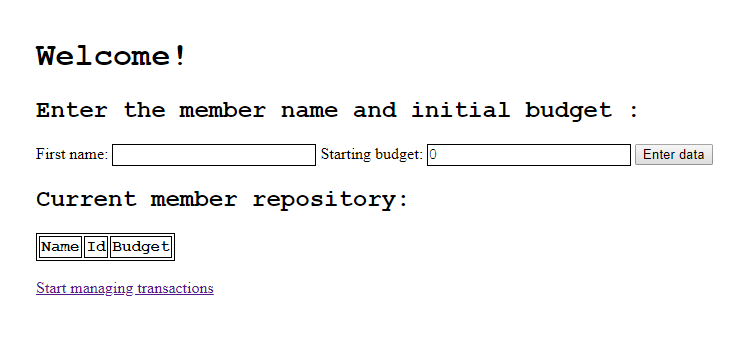 Welcome!
Enter the member name and initial budget :
First name: Starting budget: 0 Enter data
Current member repository:
Name Id Budget
Start managing transactions